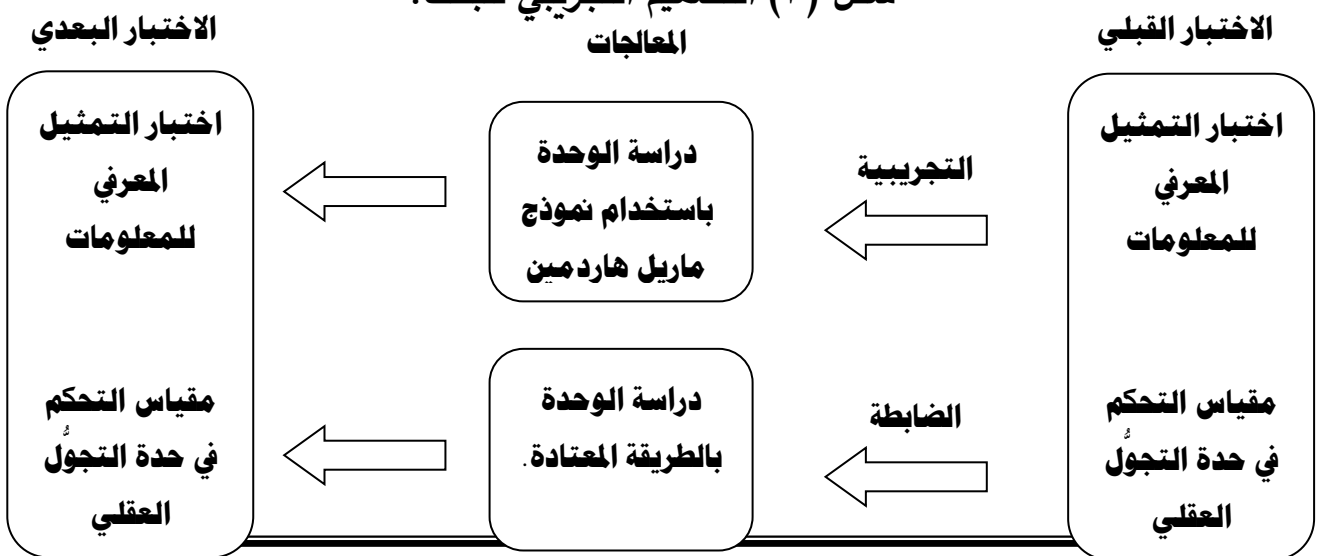 الاختبار القبلي
المعالجات
الاختبار البعدي
اختبار التمثيل
المعرفي
للمعلومات
مقياس التحكم
في حدة التجوُّل
العقلي
التجريبية
الضابطة
دراسة الوحدة
باستخدام نموذج
ماريل هاردمين
دراسة الوحدة
بالطريقة المعتادة.
اختبار التمثيل
المعرفي
للمعلومات
مقياس التحكم
في حدة التجوُّل
العقلي